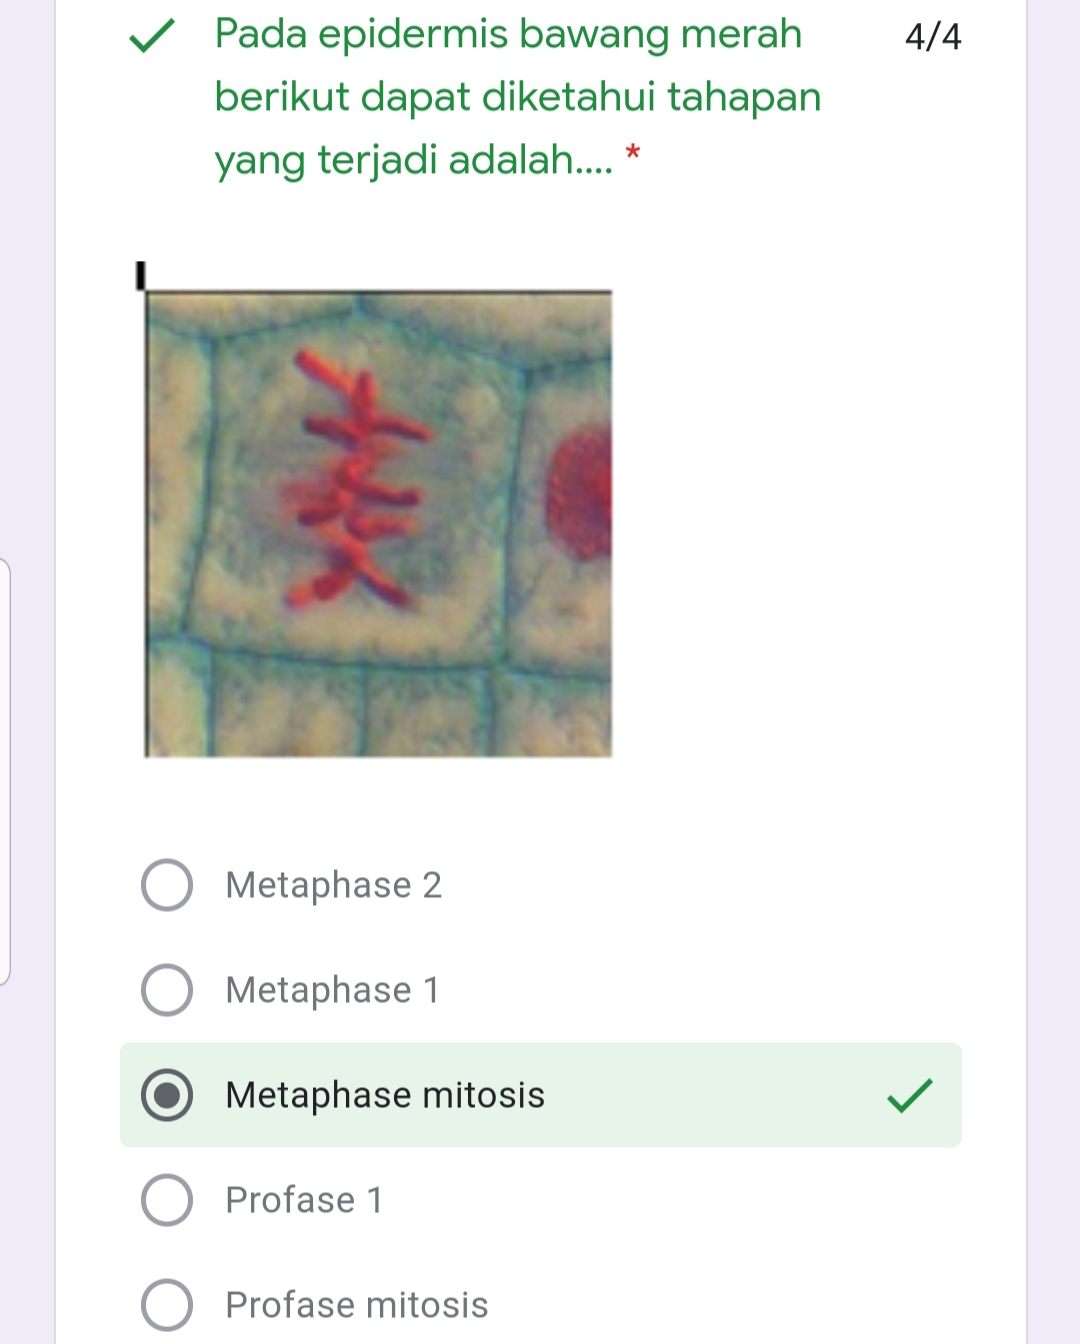 Pada epidermis bawang merah
4/4
berikut dapat diketahui tahapan
yang terjadi adalah.... *
Metaphase 2
Metaphase 1
Metaphase mitosis
Profase 1
Profase mitosis